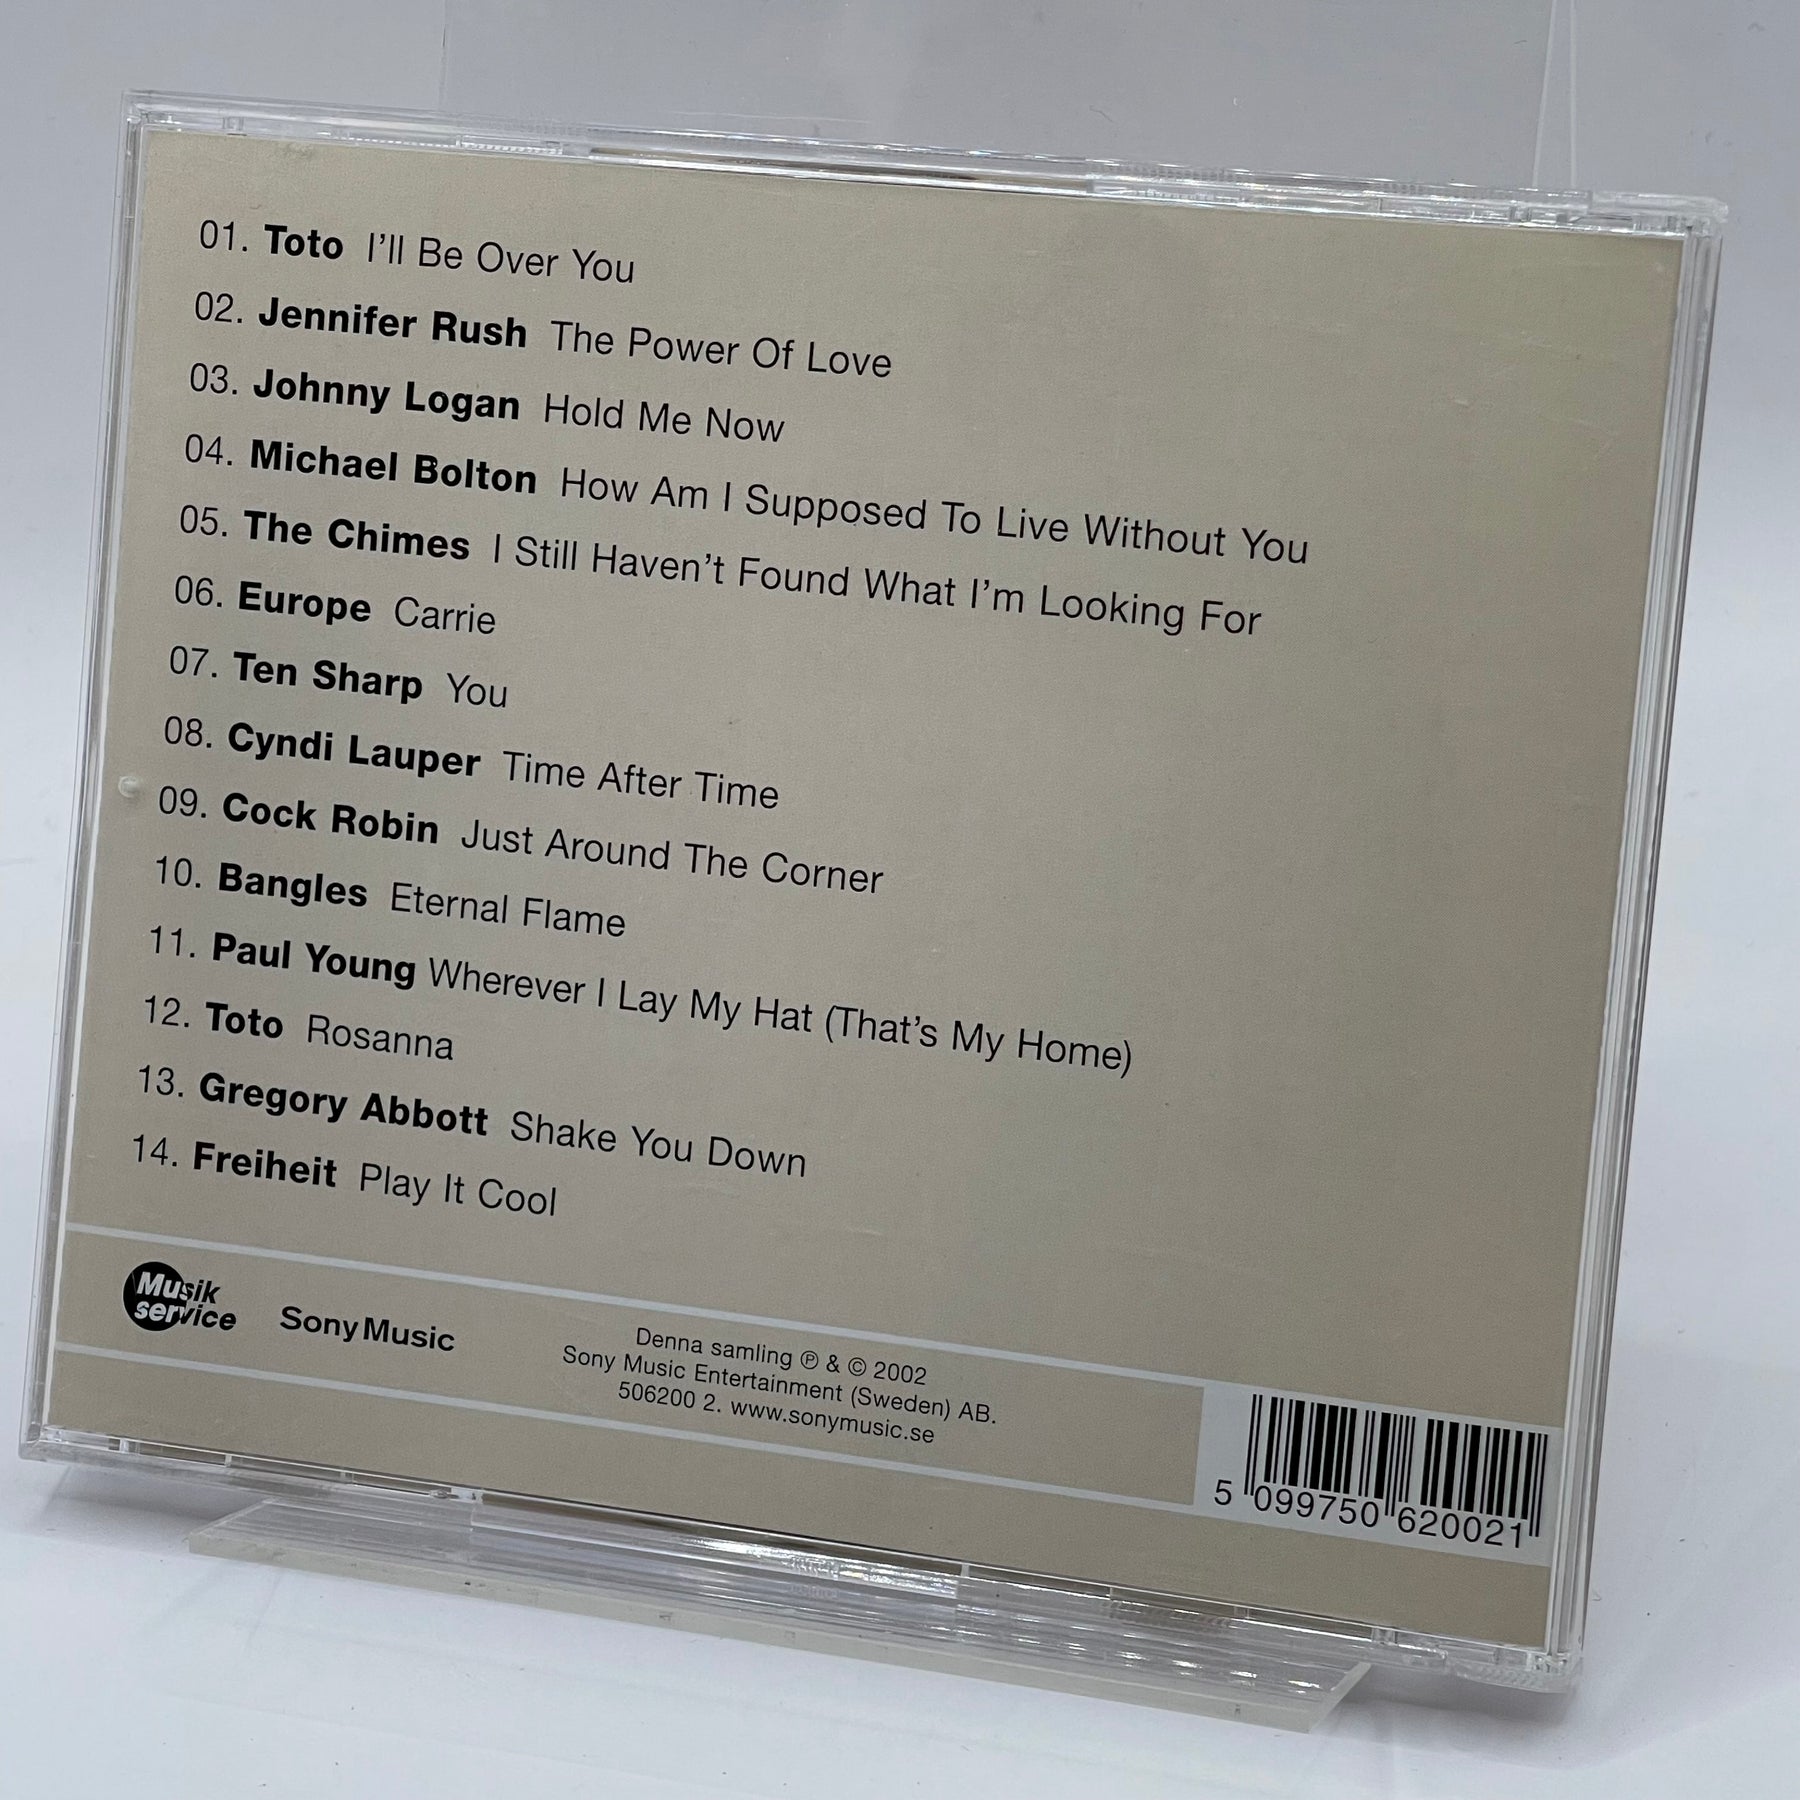 01. Toto I'll Be Over You
02. Jennifer Rush The Power Of Love
03. Johnny Logan Hold Me Now
04. Michael Bolton How Am I Supposed To Live Without You
05. The Chimes I Still Haven't Found What I'm Looking For
06. Europe Carrie
07. Ten Sharp You
08. Cyndi Lauper Time After Time
09. Cock Robin Just Around The Corner
10. Bangles Eternal Flame
11. Paul Young Wherever I Lay My Hat (That's My Home)
12. Toto Rosanna
13. Gregory Abbott Shake You Down
14. Freiheit Play It Cool
Musik
service
Sony Music
Denna samling ℗ & © 2002
Sony Music Entertainment (Sweden) AB.
506200 2. www.sonymusic.se
5 099750 620021